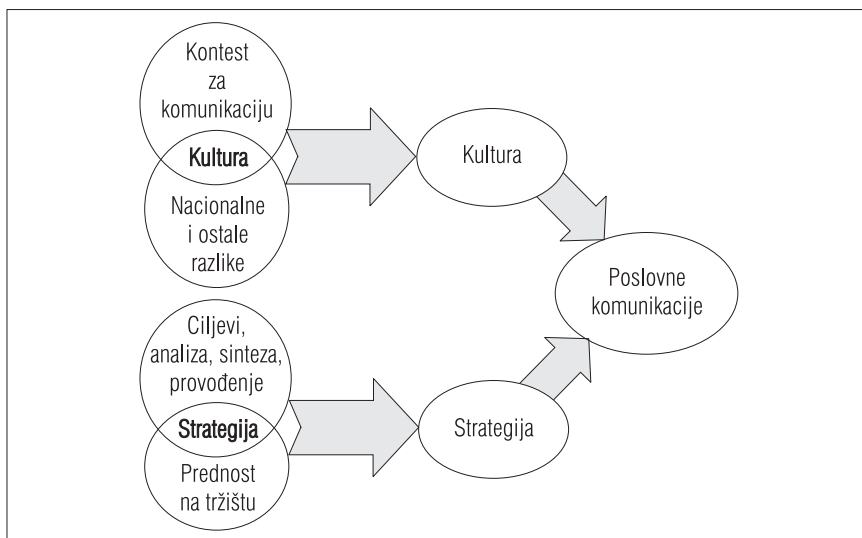 Kontest
za
komunikaciju
Kultura
Nacionalne
i ostale
razlike
Kultura
Ciljevi,
analiza, sinteza,
provođenje
Strategija
Prednost
na tržištu
Strategija
Poslovne
komunikacije